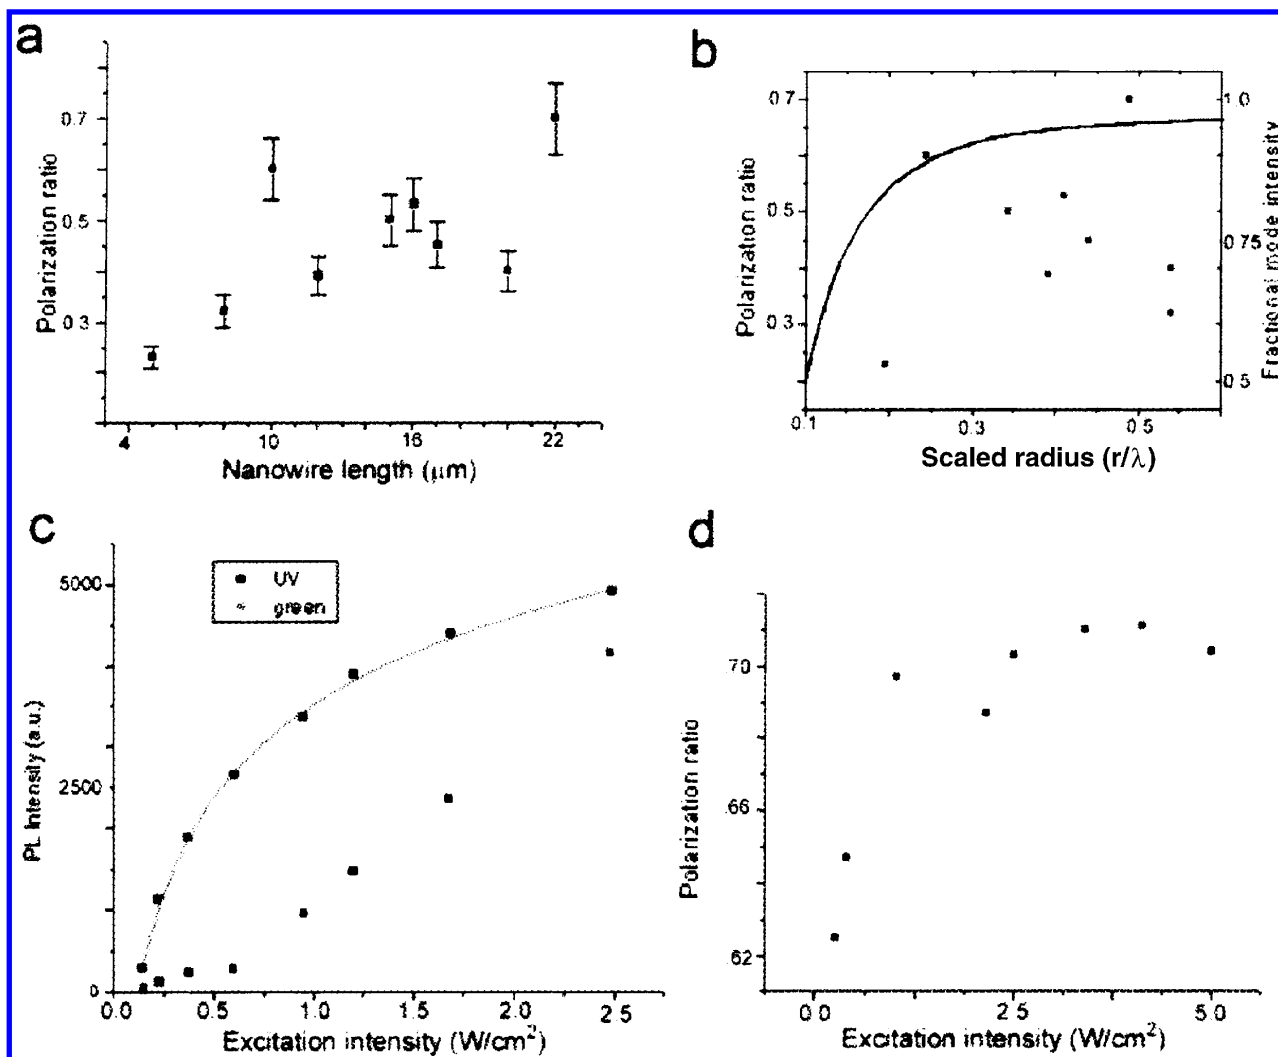 a
Polarization ratio
0.7
0.5
0.3
4
10
16
22
Nanowire length (μm)
b
Polarization ratio
0.7
0.5
0.3
0.1
0.3
0.5
1.0
0.75
0.5
Fractional mode intensity
Scaled radius (r/λ)
c
PL Intensity (a.u.)
5000
2500
0
UV
green
0.0
0.5
1.0
1.5
2.0
2.5
Excitation intensity (W/cm²)
d
Polarization ratio
.70
.66
.62
0.0
2.5
5.0
Excitation intensity (W/cm²)